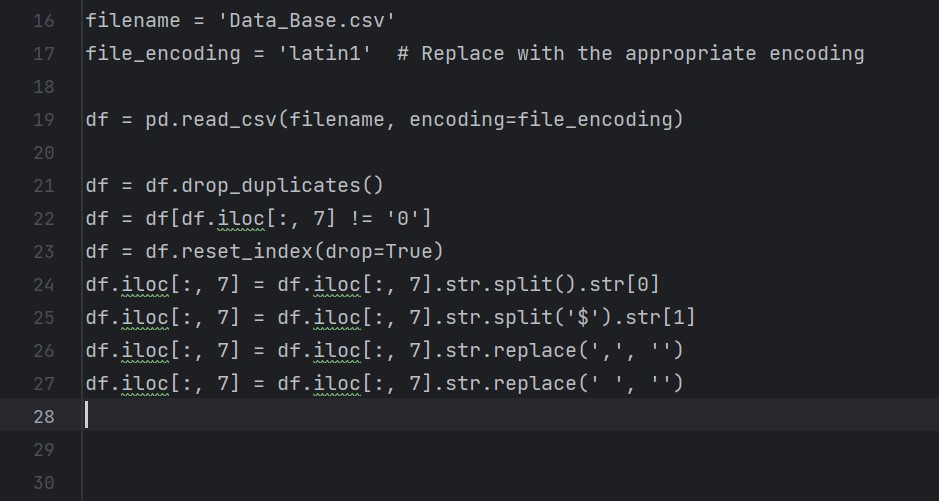 16 filename = 'Data_Base.csv'
17 file_encoding = 'latin1'  # Replace with the appropriate encoding
18
19 df = pd.read_csv(filename, encoding=file_encoding)
20
21 df = df.drop_duplicates()
22 df = df[df.iloc[:, 7] != '0']
23 df = df.reset_index(drop=True)
24 df.iloc[:, 7] = df.iloc[:, 7].str.split().str[0]
25 df.iloc[:, 7] = df.iloc[:, 7].str.split('$').str[1]
26 df.iloc[:, 7] = df.iloc[:, 7].str.replace(',', '')
27 df.iloc[:, 7] = df.iloc[:, 7].str.replace(' ', '')
28
29
30